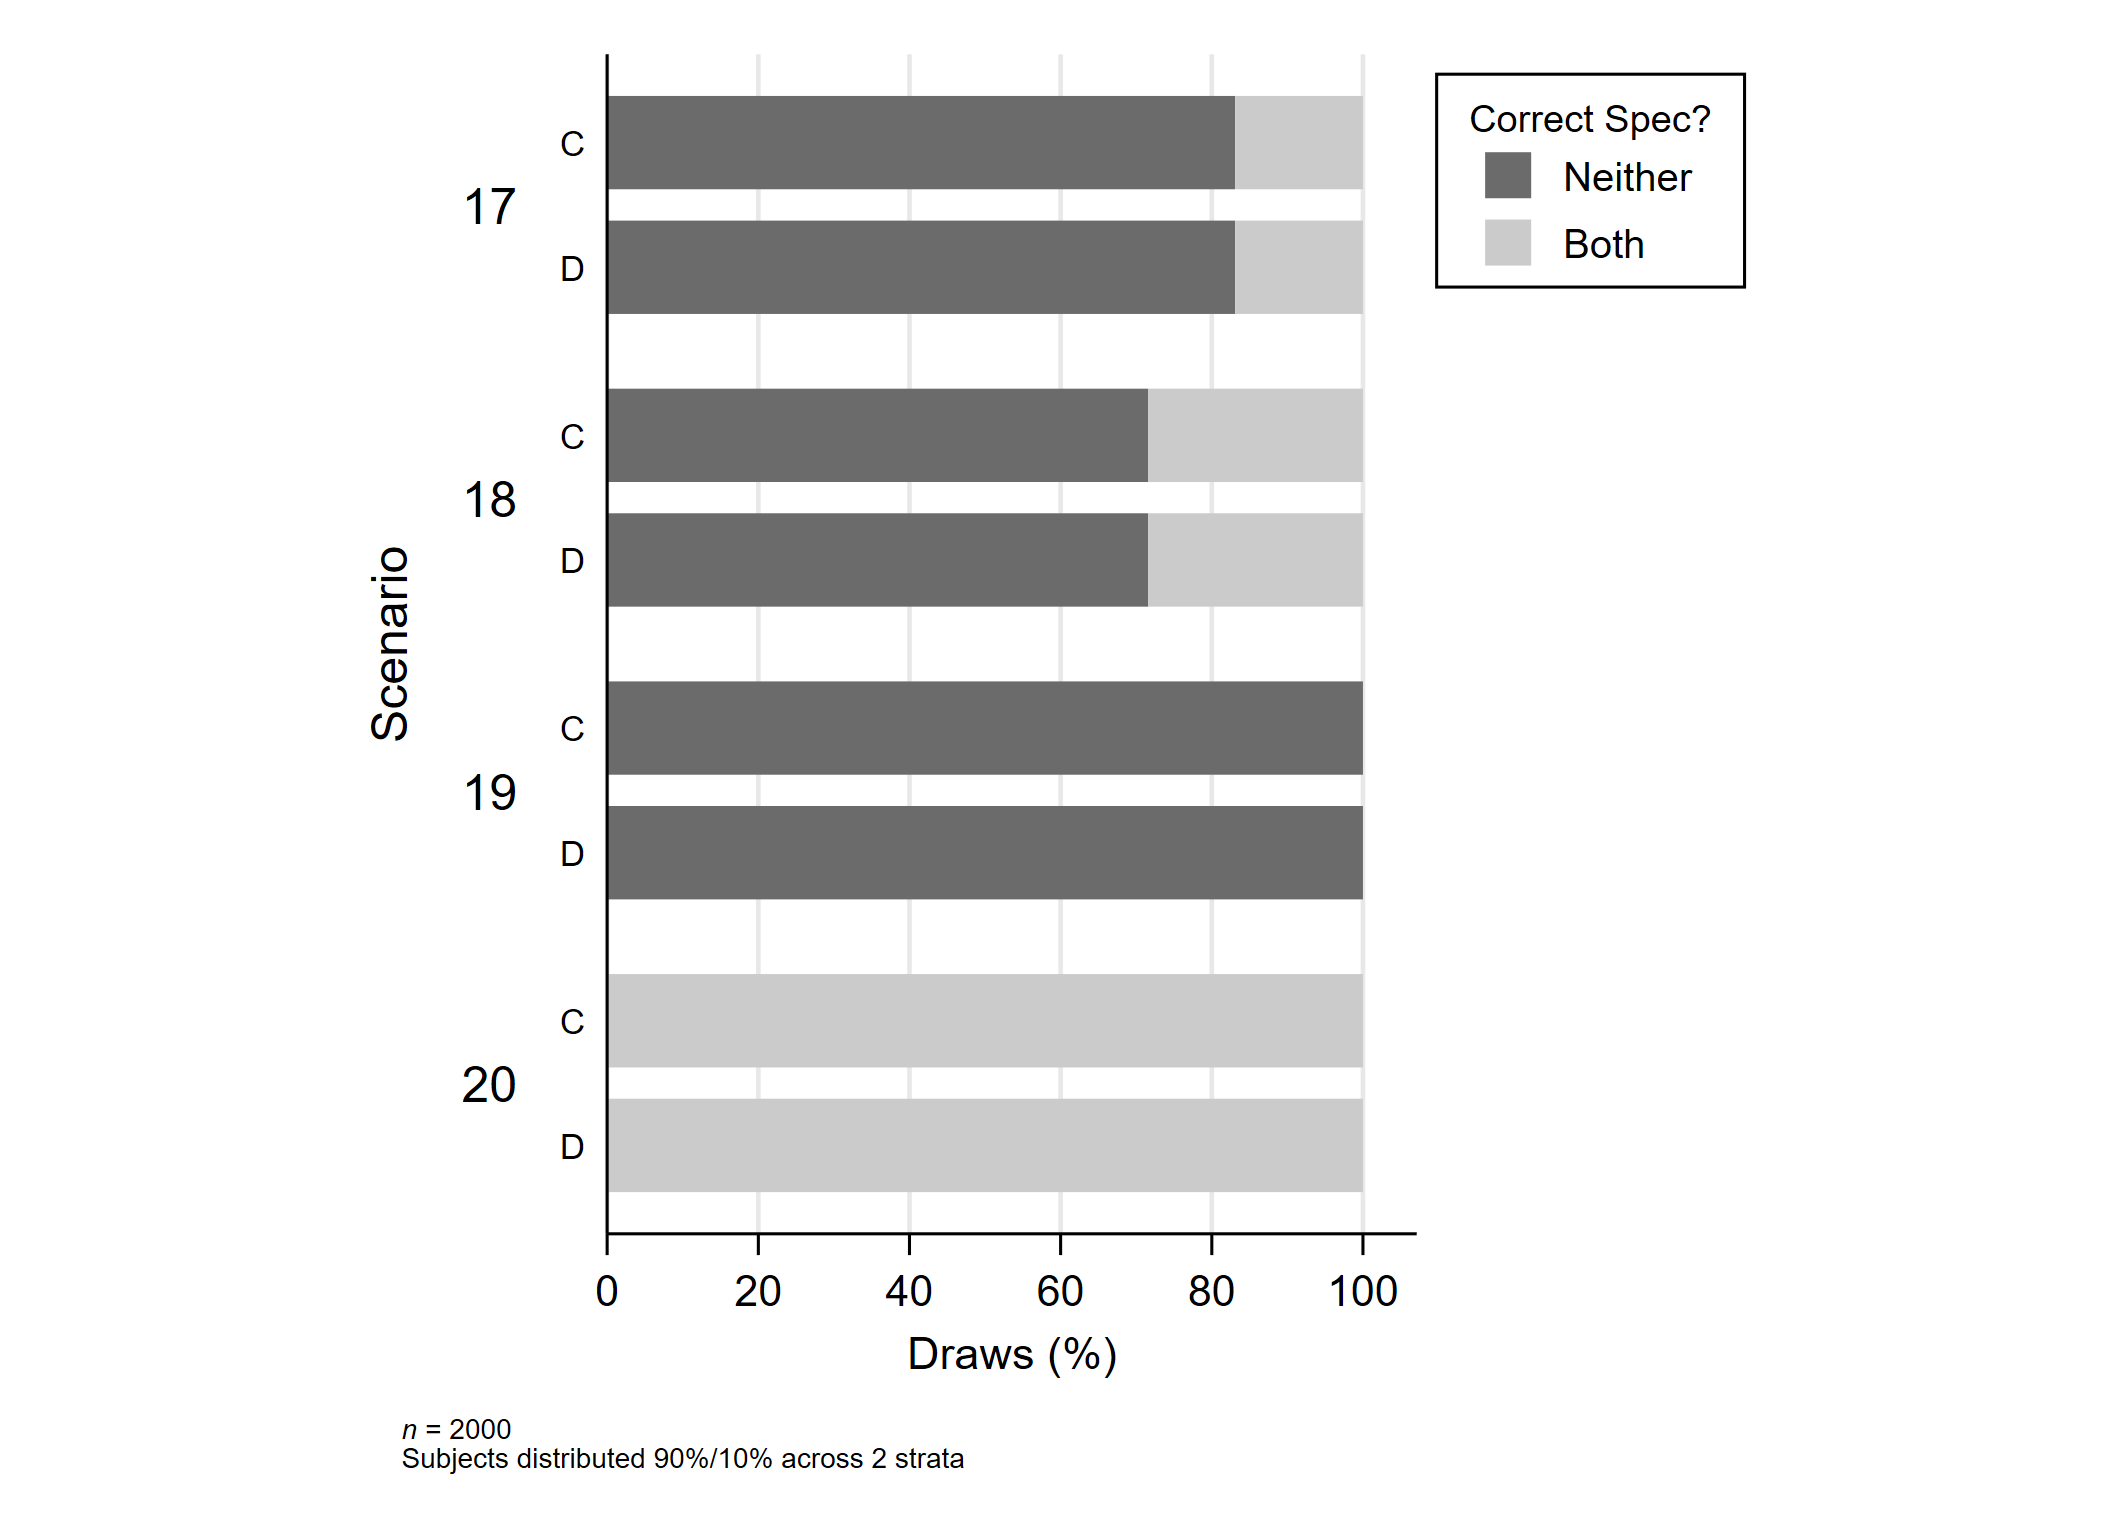 Correct Spec?
Neither
Both
Scenario
17
C
D
18
C
D
19
C
D
20
C
D
0 20 40 60 80 100
Draws (%)
n = 2000
Subjects distributed 90%/10% across 2 strata